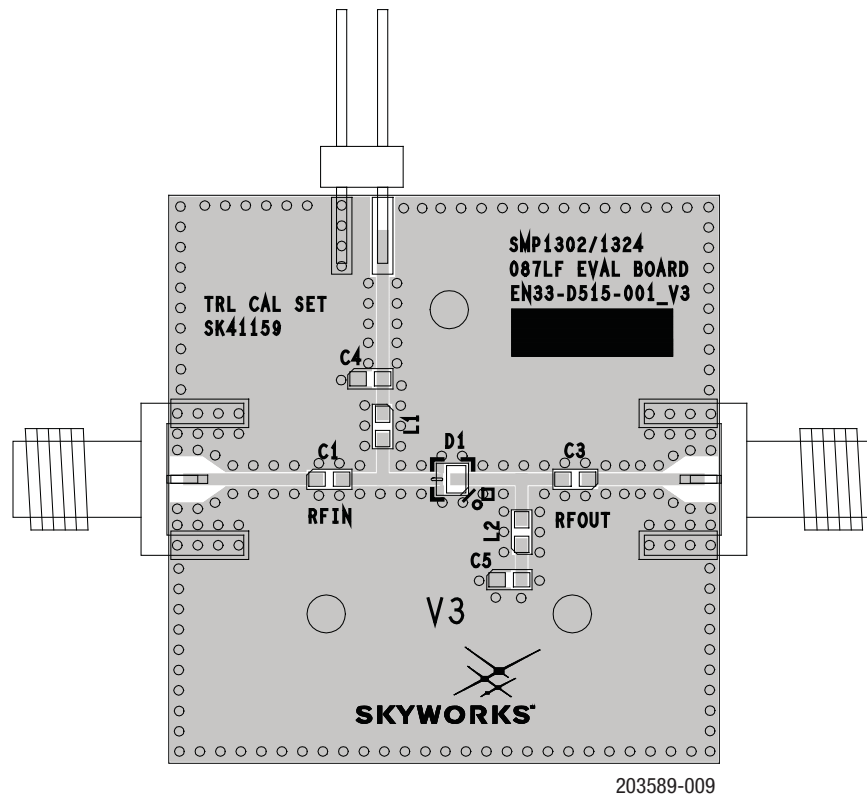 SMP1302/1324
087LF EVAL BOARD
EN33-D515-001_V3
TRL CAL SET
SK41159
C4
L1
C1
D1
C3
RFIN
L2
RFOUT
C5
V3
SKYWORKS
203589-009